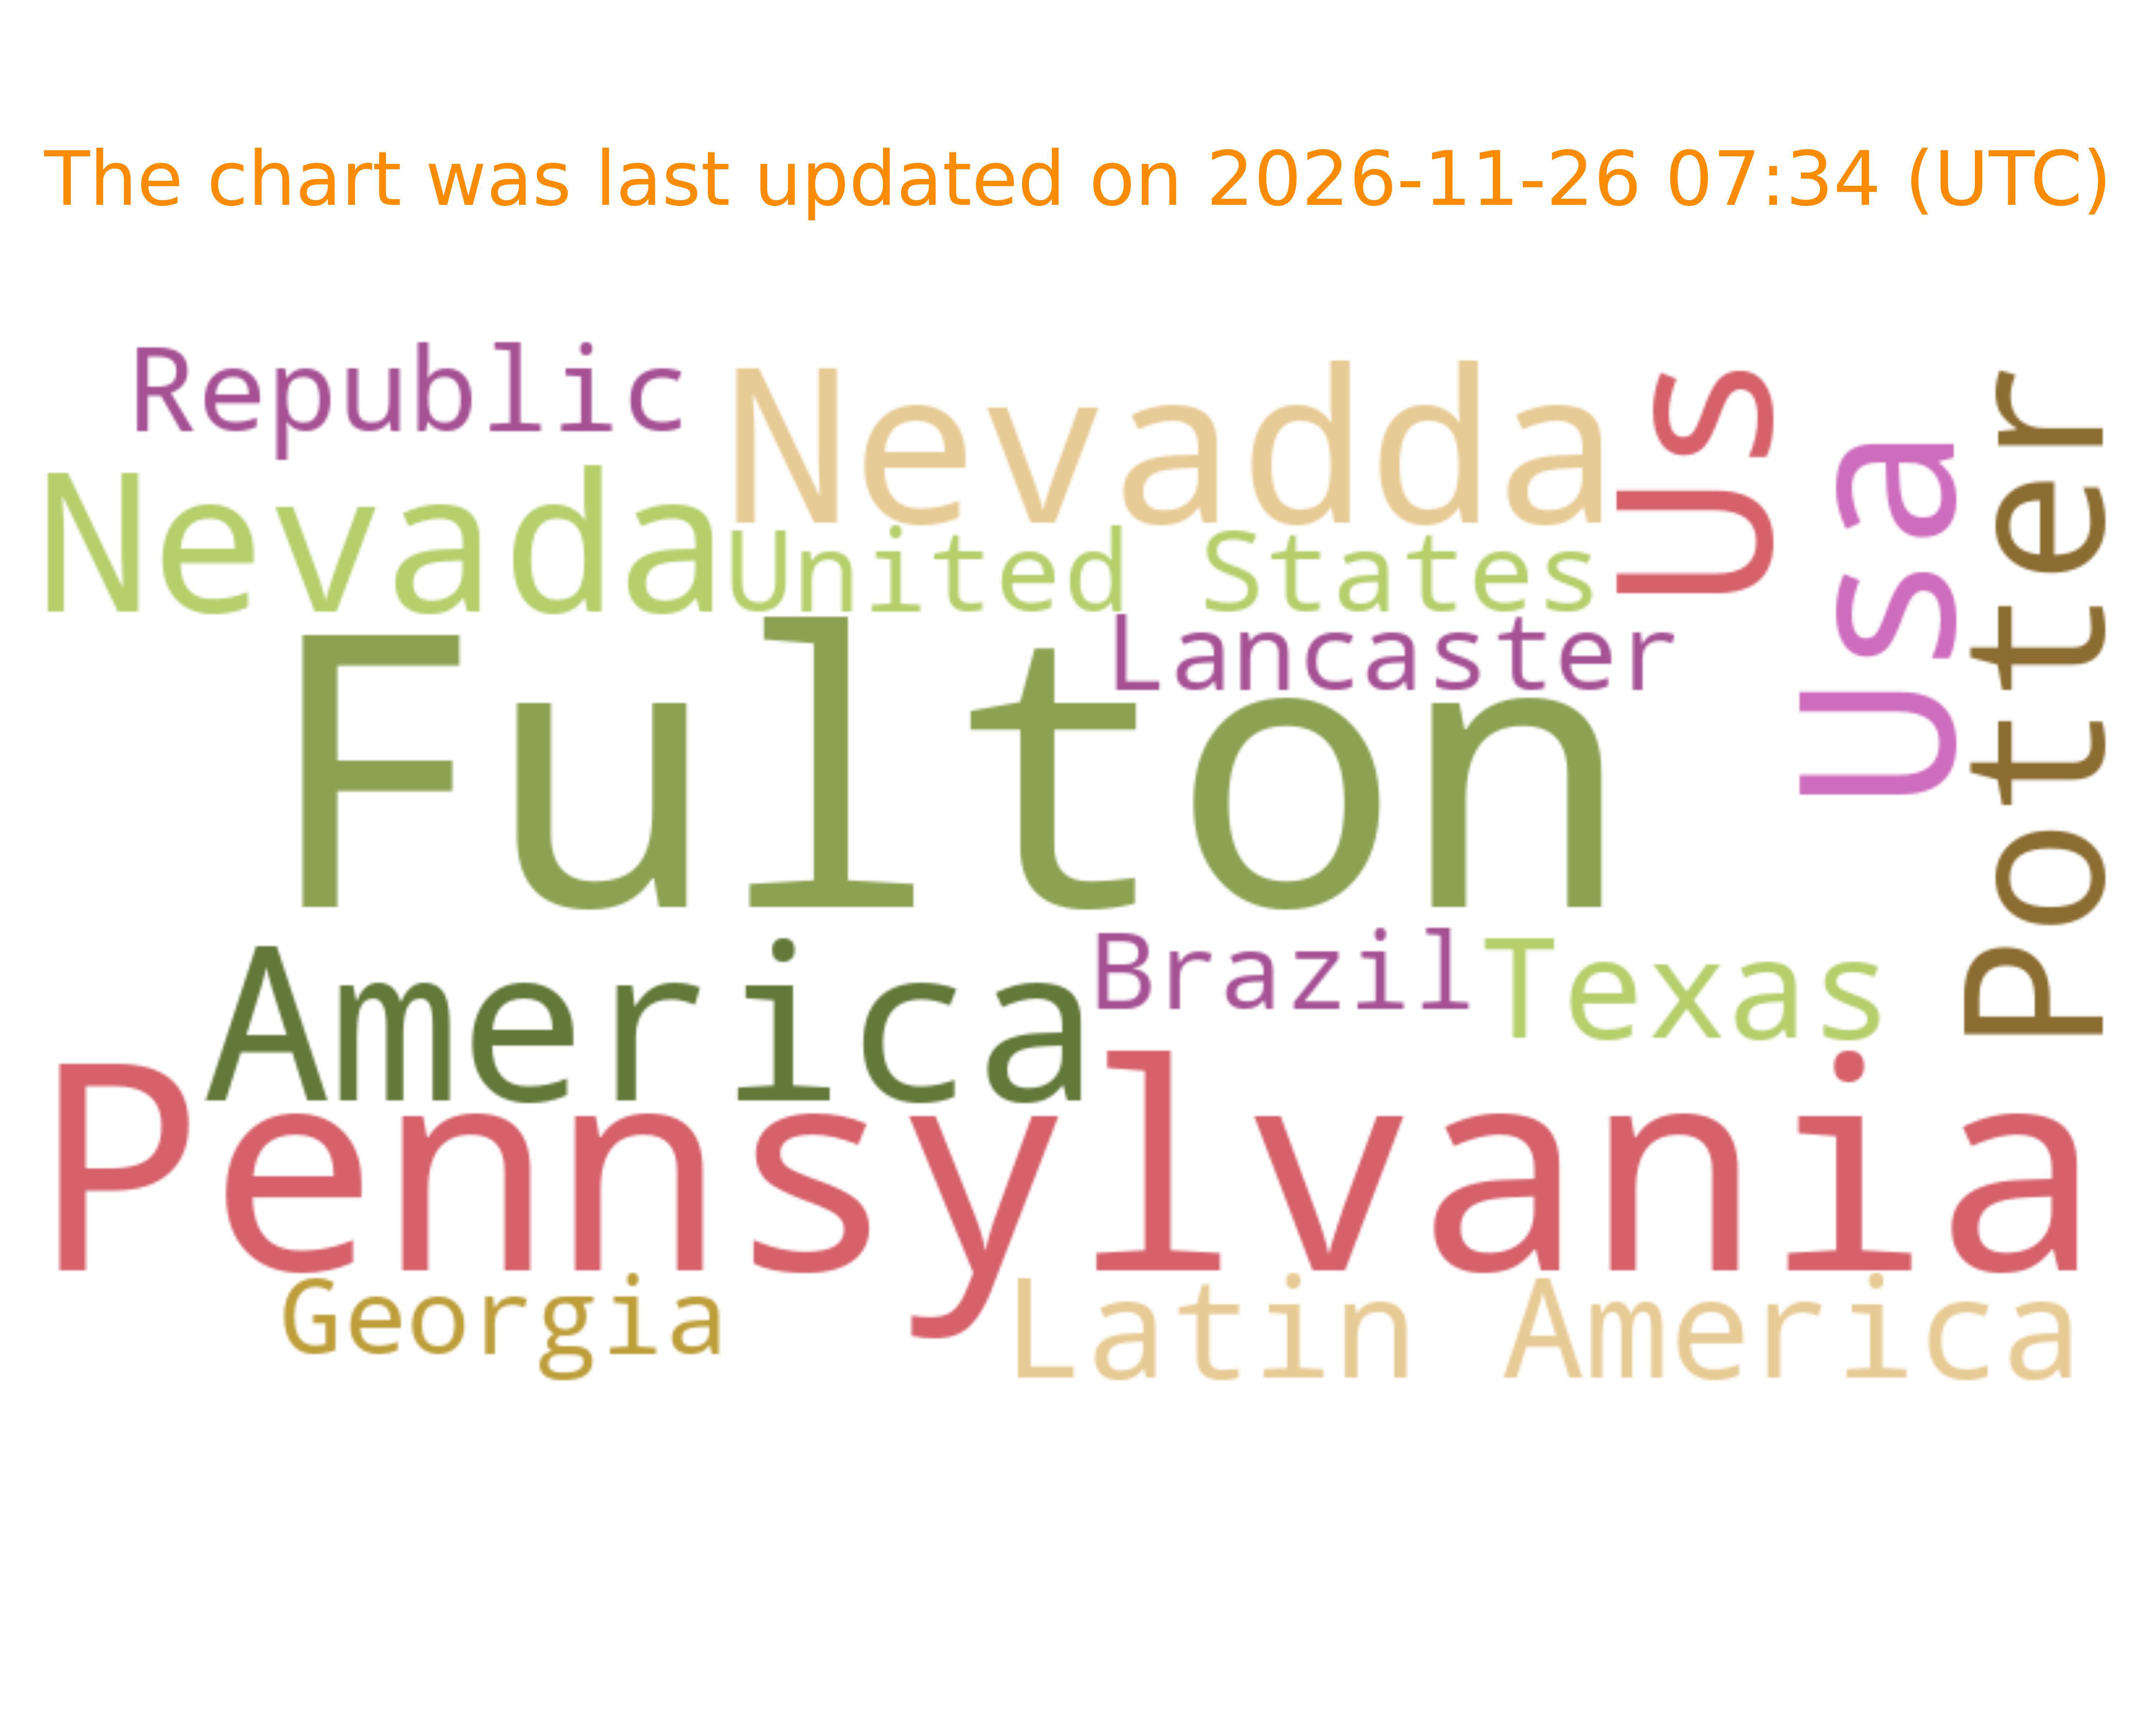 The chart was last updated on 2026-11-26 07:34 (UTC)
Republic
Nevadda
US
Usa
Potter
Nevada
United States
Lancaster
Fulton
America
Brazil
Texas
Pennsylvania
Georgia
Latin America